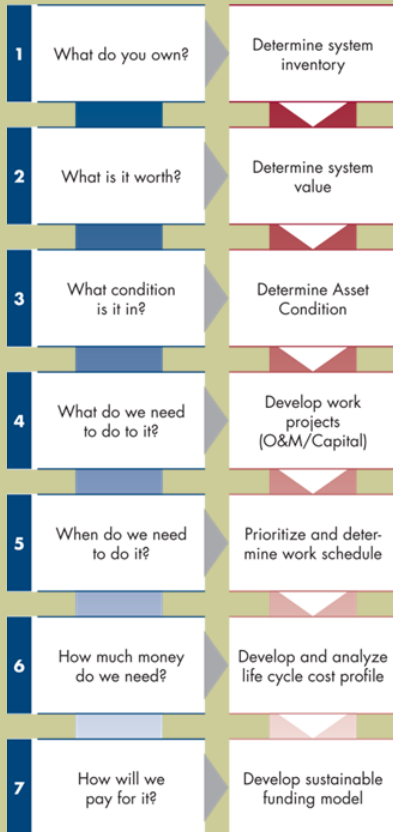 1
What do you own?
Determine system
inventory
2
What is it worth?
Determine system
value
3
What condition
is it in?
Determine Asset
Condition
4
What do we need
to do to it?
Develop work
projects
(O&M/Capital)
5
When do we need
to do it?
Prioritize and deter-
mine work schedule
6
How much money
do we need?
Develop and analyze
life cycle cost profile
7
How will we
pay for it?
Develop sustainable
funding model